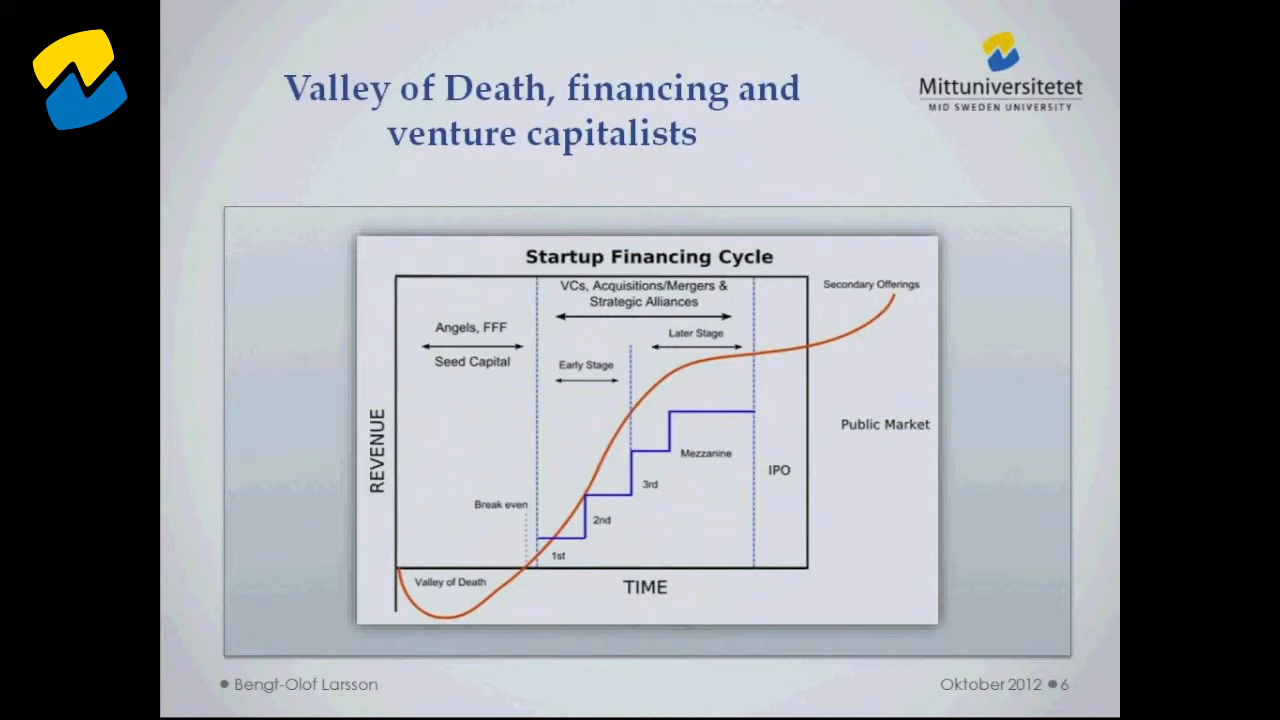 Valley of Death, financing and
venture capitalists
Mittuniversitetet
MID SWEDEN UNIVERSITY
Startup Financing Cycle
VCs, Acquisitions/Mergers &
Strategic Alliances
Secondary Offerings
Angels, FFF
Seed Capital
Later Stage
Early Stage
REVENUE
Public Market
Mezzanine
IPO
3rd
Break even
2nd
1st
Valley of Death
TIME
Bengt-Olof Larsson
Oktober 2012
6